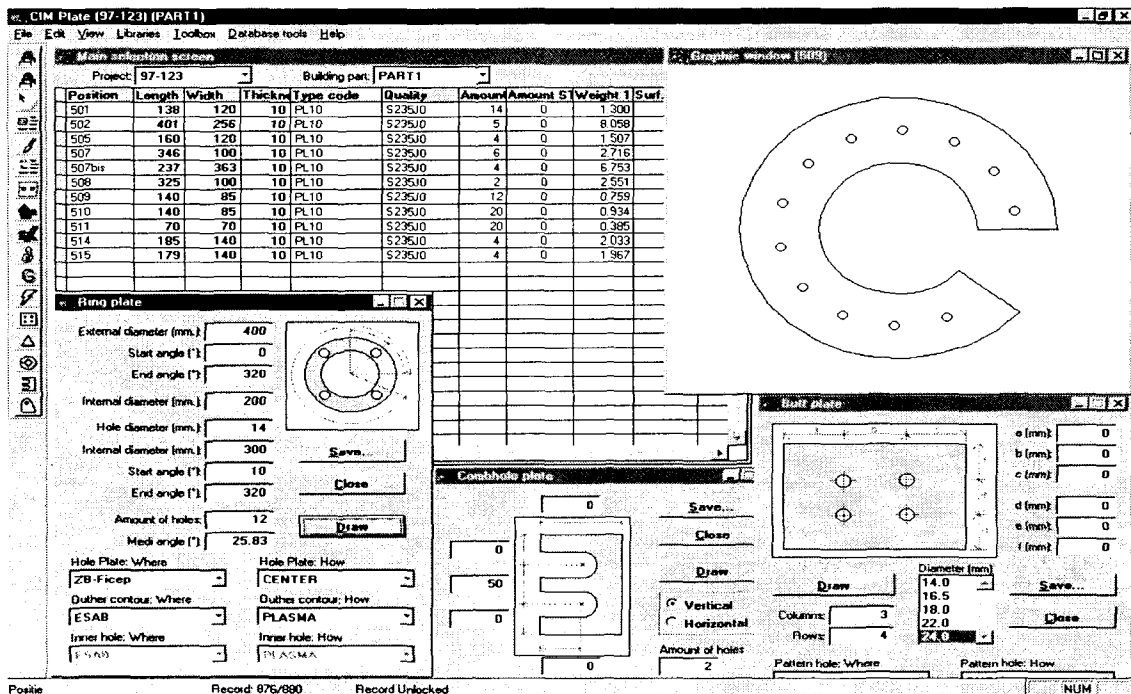 CIM Plate (97-123) (PART1)
File Edit View Libraries Toolbox Database tools Help
Main selection screen
Project: 97-123 Building part: PART1
Position Length Width Thickne Type code Quality Amoun Amount ST Weight 1 Surf.
501 138 120 10 PL10 S235J0 14 0 1.300
502 401 256 10 PL10 S235J0 5 0 8.058
505 160 120 10 PL10 S235J0 4 0 1.507
507 346 100 10 PL10 S235J0 6 0 2.716
507bis 237 363 10 PL10 S235J0 4 0 6.753
508 325 100 10 PL10 S235J0 2 0 2.551
509 140 85 10 PL10 S235J0 12 0 0.759
510 140 85 10 PL10 S235J0 20 0 0.934
511 70 70 10 PL10 S235J0 20 0 0.385
514 185 140 10 PL10 S235J0 4 0 2.033
515 179 140 10 PL10 S235J0 4 0 1.967
Graphic window
Ring plate
External diameter (mm.): 400
Start angle (°): 0
End angle (°): 320
Internal diameter (mm.): 200
Hole diameter (mm.): 14
Internal diameter (mm.): 300
Start angle (°): 10
End angle (°): 320
Amount of holes: 12
Medi angle (°): 25.83
Save...
Close
Draw
Hole Plate: Where Hole Plate: How
ZB-Ficep CENTER
Outher contour: Where Outher contour: How
ESAB PLASMA
Inner hole: Where Inner hole: How
ESAB PLASMA
Combhole plate
0
0
50
0
0
Save...
Close
Draw
Vertical
Horizontal
Amount of holes
2
Bolt plate
a (mm): 0
b (mm): 0
c (mm): 0
d (mm): 0
e (mm): 0
f (mm): 0
Draw
Columns: 3
Rows: 4
Diameter (mm)
14.0
16.5
18.0
22.0
24.0
Save...
Close
Pattern hole: Where Pattern hole: How
Positie Record: 876/880 Record Unlocked NUM